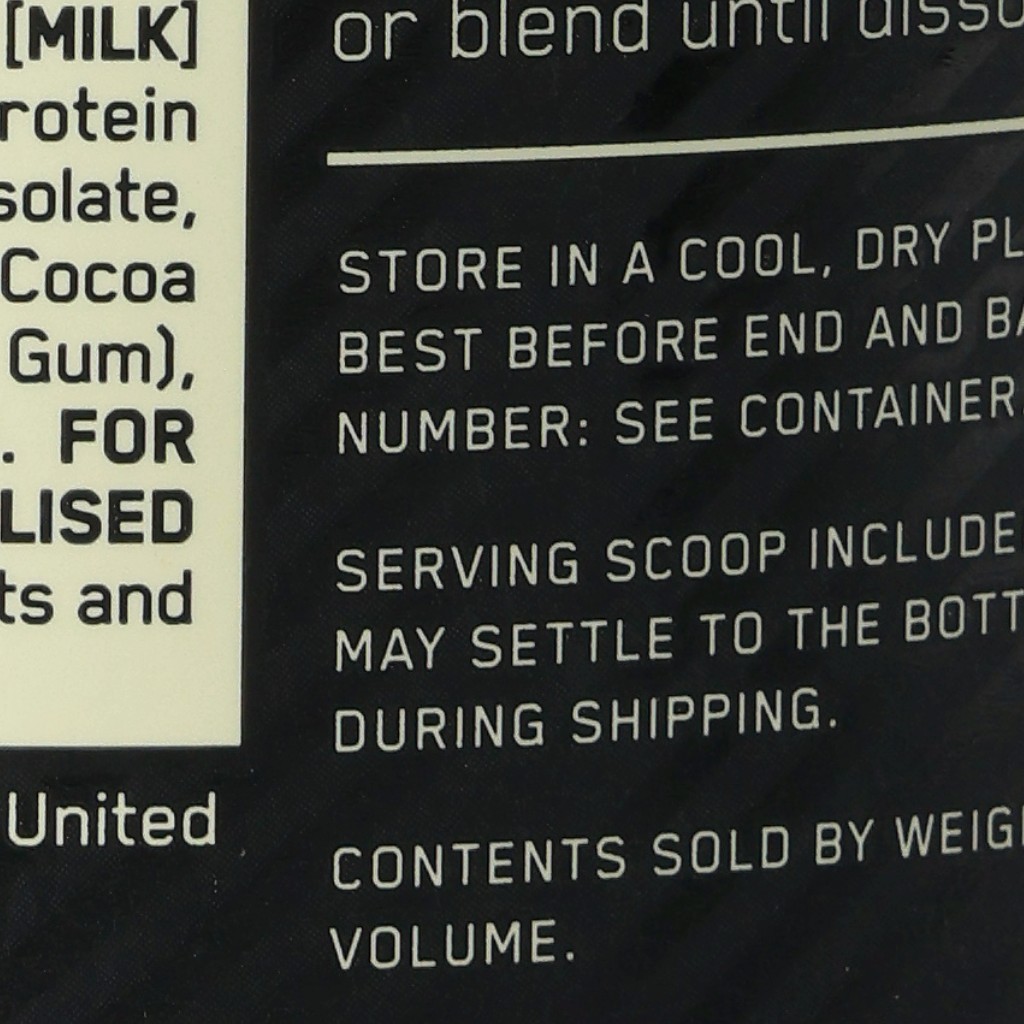 [MILK]
rotein
solate,
Cocoa
Gum),
. FOR
LISED
ts and
United
or blend until disso
STORE IN A COOL, DRY PL
BEST BEFORE END AND BA
NUMBER: SEE CONTAINER.
SERVING SCOOP INCLUDE
MAY SETTLE TO THE BOTT
DURING SHIPPING.
CONTENTS SOLD BY WEIG
VOLUME.